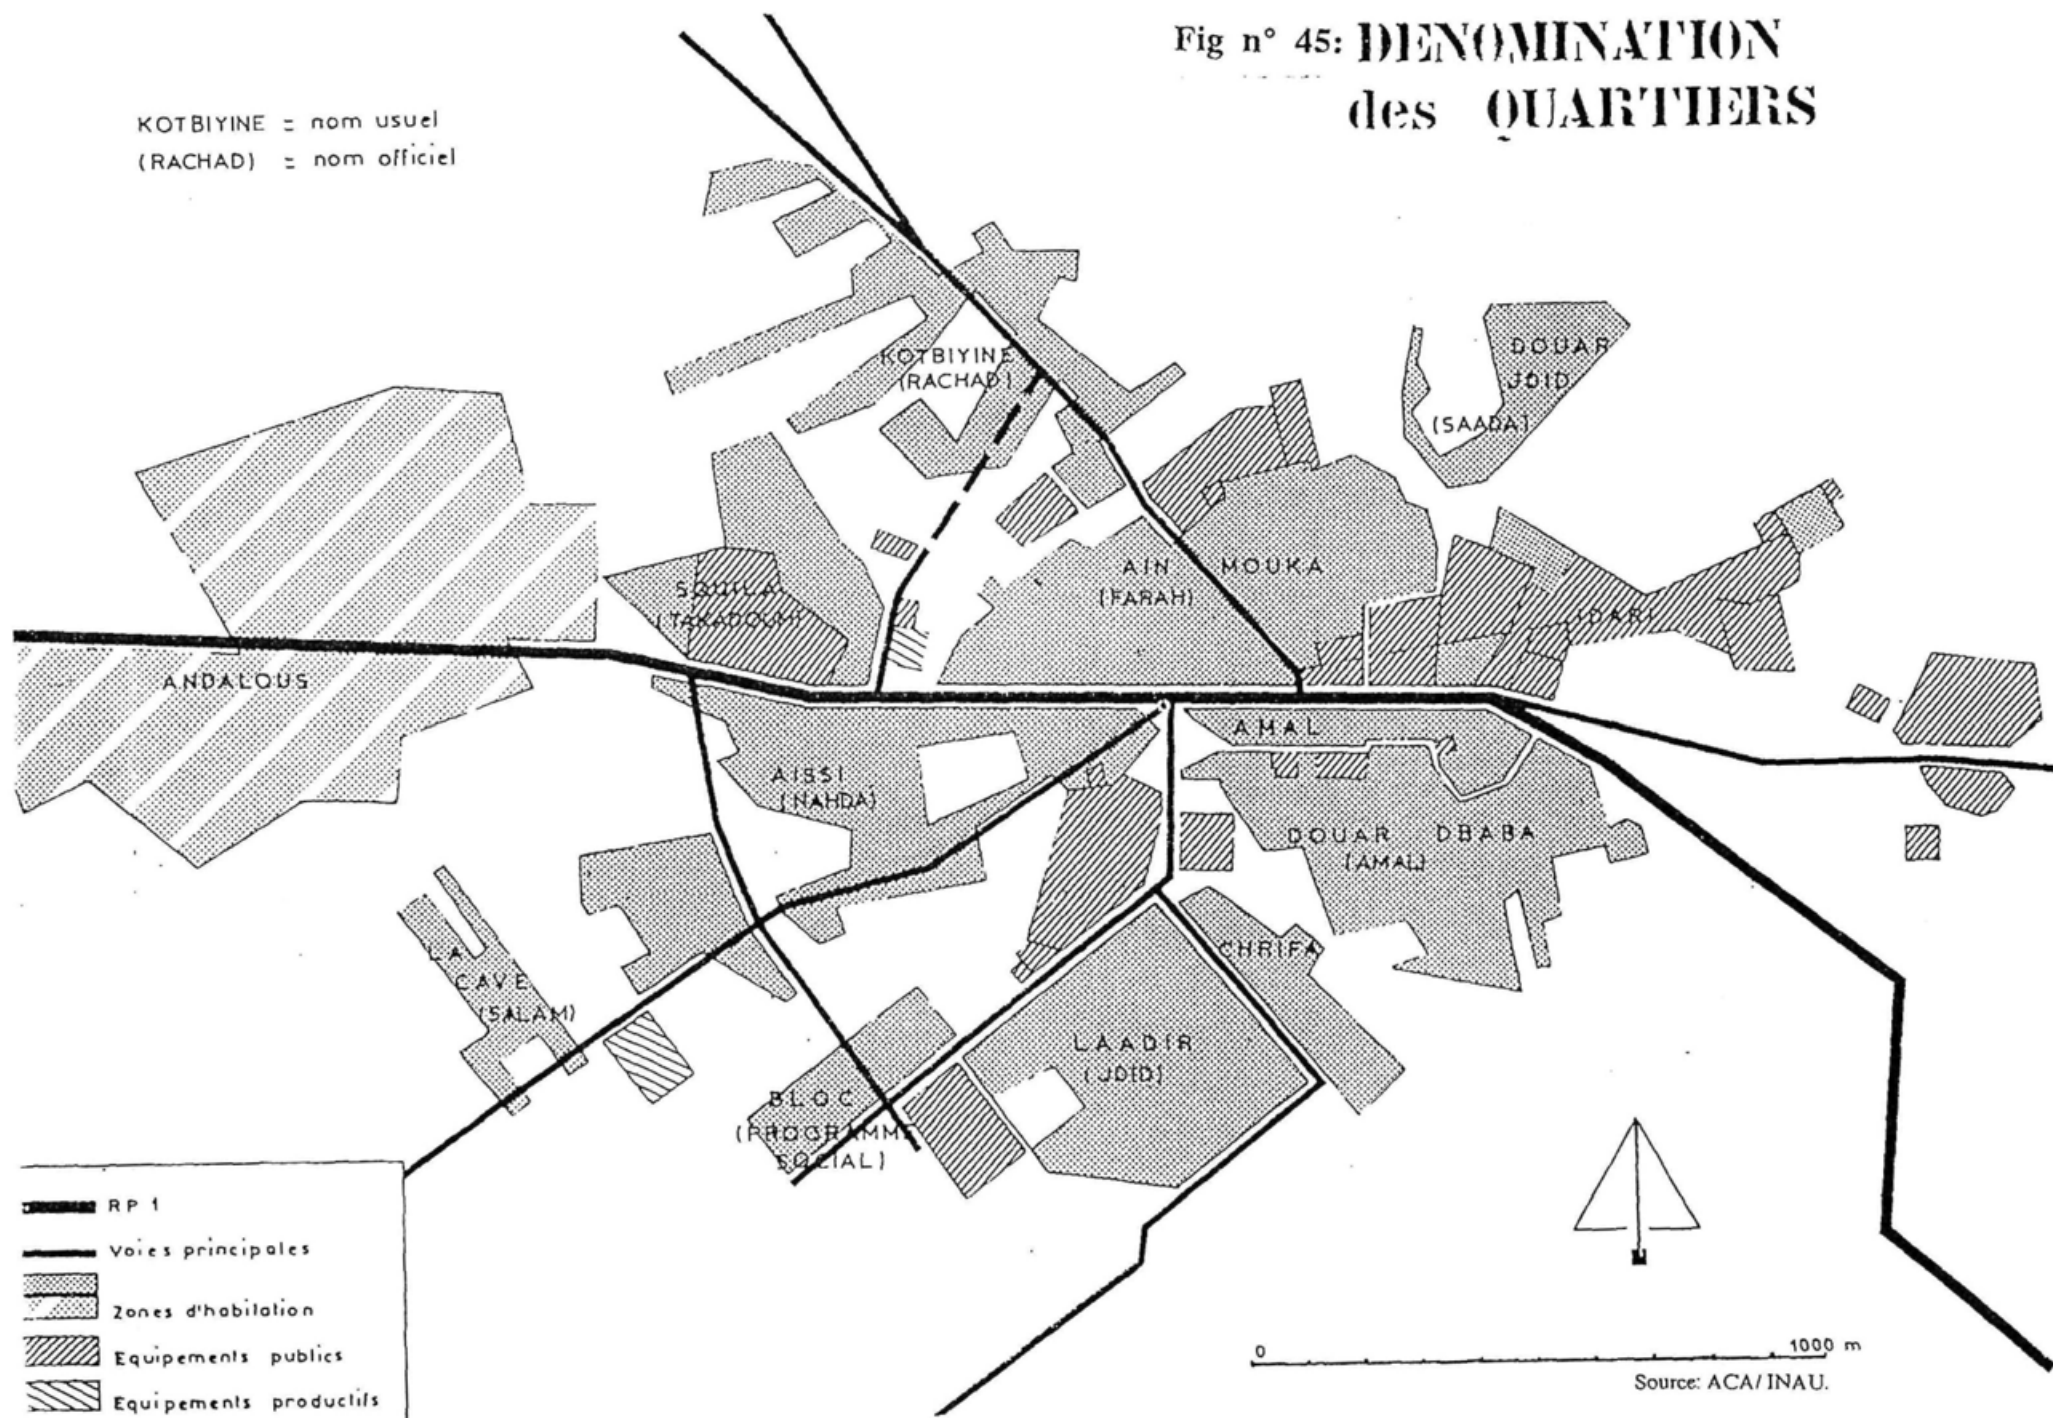 Fig n° 45: DENOMINATION
des QUARTIERS
KOTBIYINE = nom usuel
(RACHAD) = nom officiel
KOTBIYINE
(RACHAD)
DOUAR
JDID
(SAADA)
AIN MOUKA
(FARAH)
SQUILA
(TAKADOUM)
IDARI
ANDALOUS
AMAL
AISSI
(NAHDA)
DOUAR DBABA
(AMAL)
LA
CAVE
(SALAM)
CHRIFA
LAADIR
(JDID)
BLOC
(PROGRAMME
SOCIAL)
RP 1
Voies principales
Zones d'habitation
Equipements publics
Equipements productifs
0 1000 m
Source: ACA/ INAU.